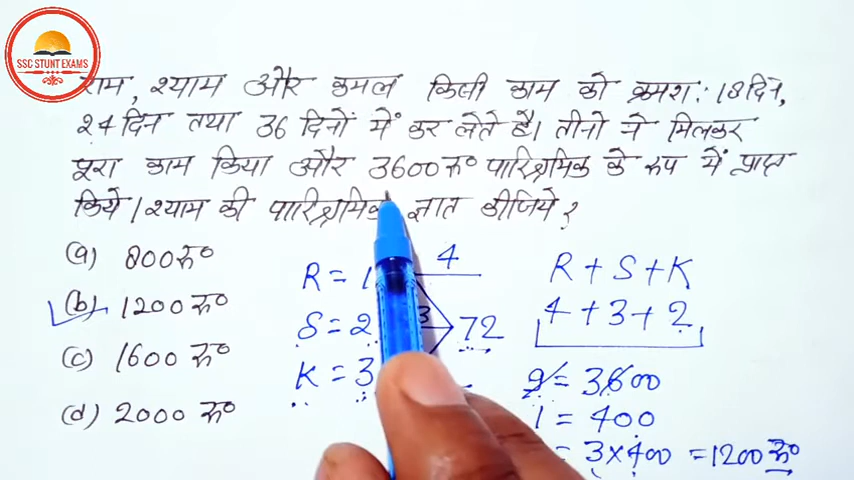 SSC STUNT EXAMS
राम, श्याम और कमल किसी काम को क्रमश: 18 दिन,
24 दिन तथा 36 दिनों में कर लेते है। तीनो ने मिलकर
पूरा काम किया और 3600 रू० पारिश्रमिक के रूप में प्राप्त
किये। श्याम की पारिश्रमिक ज्ञात कीजिये?
(a) 800 रू०
(b) 1200 रू०
(c) 1600 रू०
(d) 2000 रू०
R = 1 4
S = 2 3 72
K = 3
R + S + K
4 + 3 + 2
9 = 3600
1 = 400
= 3 × 400 = 1200 रू०